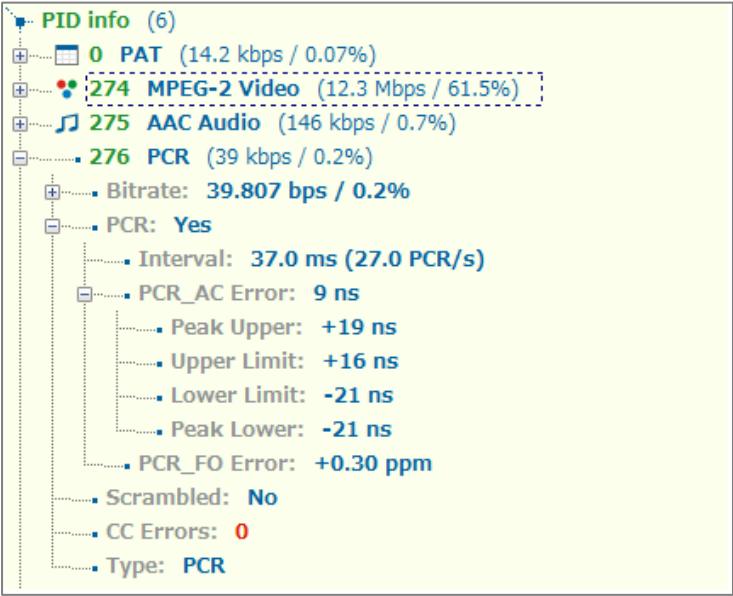 PID info (6)
0 PAT (14.2 kbps / 0.07%)
274 MPEG-2 Video (12.3 Mbps / 61.5%)
275 AAC Audio (146 kbps / 0.7%)
276 PCR (39 kbps / 0.2%)
Bitrate: 39.807 bps / 0.2%
PCR: Yes
Interval: 37.0 ms (27.0 PCR/s)
PCR_AC Error: 9 ns
Peak Upper: +19 ns
Upper Limit: +16 ns
Lower Limit: -21 ns
Peak Lower: -21 ns
PCR_FO Error: +0.30 ppm
Scrambled: No
CC Errors: 0
Type: PCR